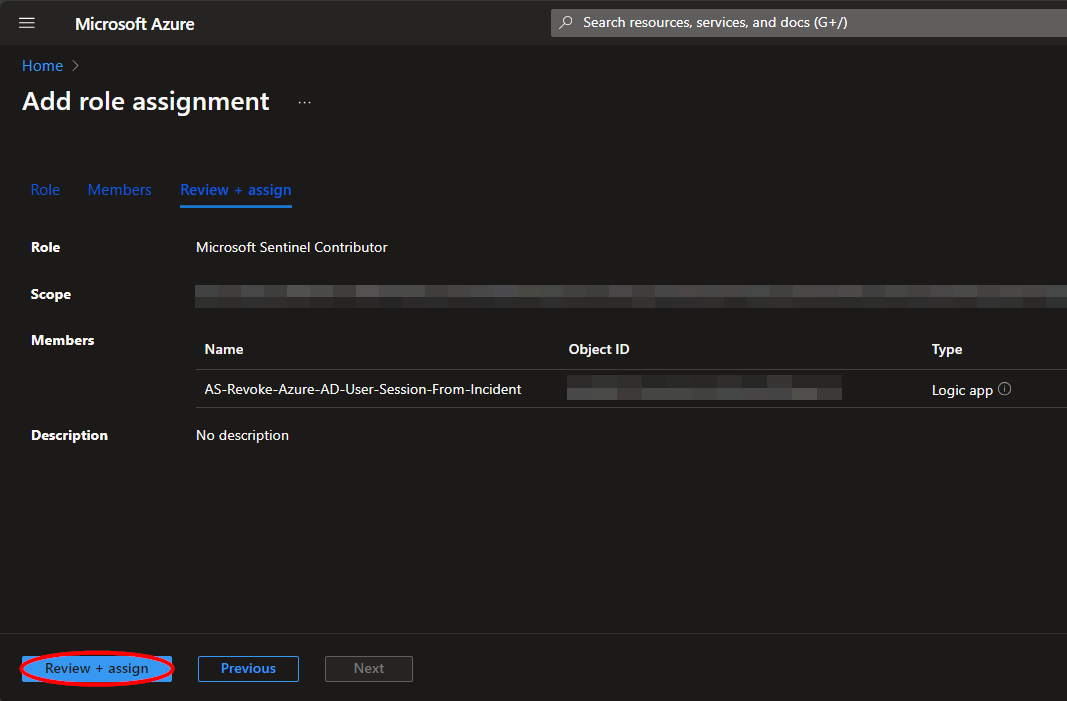 Microsoft Azure
Search resources, services, and docs (G+/)
Home
Add role assignment ...
Role Members Review + assign
Role Microsoft Sentinel Contributor
Scope
Members
Name Object ID Type
AS-Revoke-Azure-AD-User-Session-From-Incident Logic app
Description No description
Review + assign Previous Next